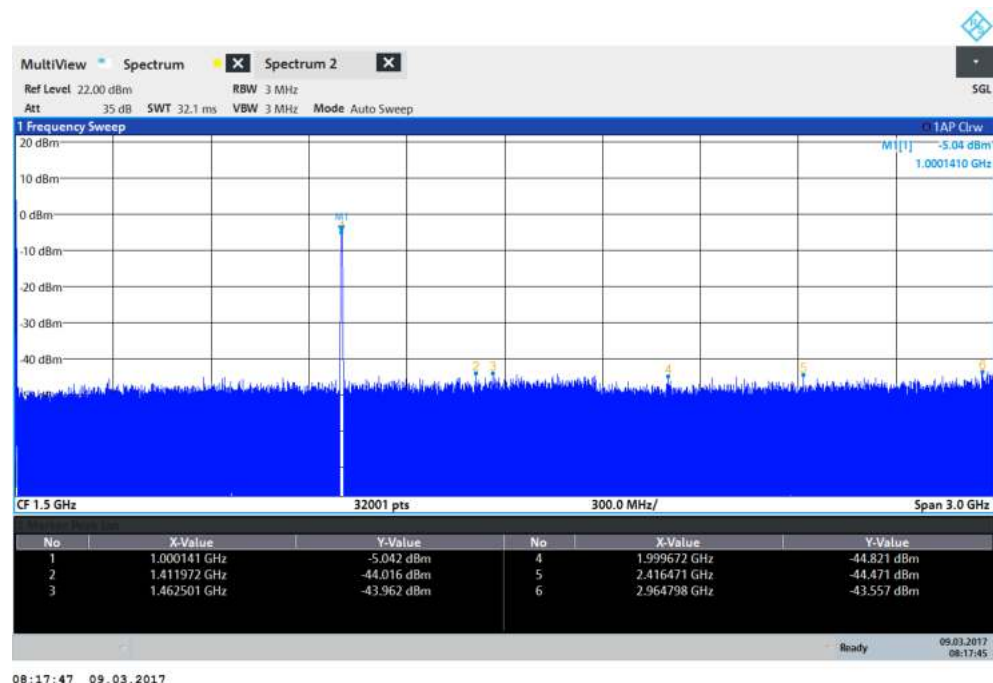 R&S
MultiView Spectrum X Spectrum 2 X
Ref Level 22.00 dBm RBW 3 MHz SGL
Att 35 dB SWT 32.1 ms VBW 3 MHz Mode Auto Sweep
1 Frequency Sweep 1AP Clrw
20 dBm M1[1] -5.04 dBm
1.0001410 GHz
10 dBm
0 dBm M1
-10 dBm
-20 dBm
-30 dBm
-40 dBm
2 3 4 5 6
CF 1.5 GHz 32001 pts 300.0 MHz/ Span 3.0 GHz
2 Marker Peak List
No X-Value Y-Value No X-Value Y-Value
1 1.000141 GHz -5.042 dBm 4 1.999672 GHz -44.821 dBm
2 1.411972 GHz -44.016 dBm 5 2.416471 GHz -44.471 dBm
3 1.462501 GHz -43.962 dBm 6 2.964798 GHz -43.557 dBm
Ready 09.03.2017
08:17:45
08:17:47 09.03.2017